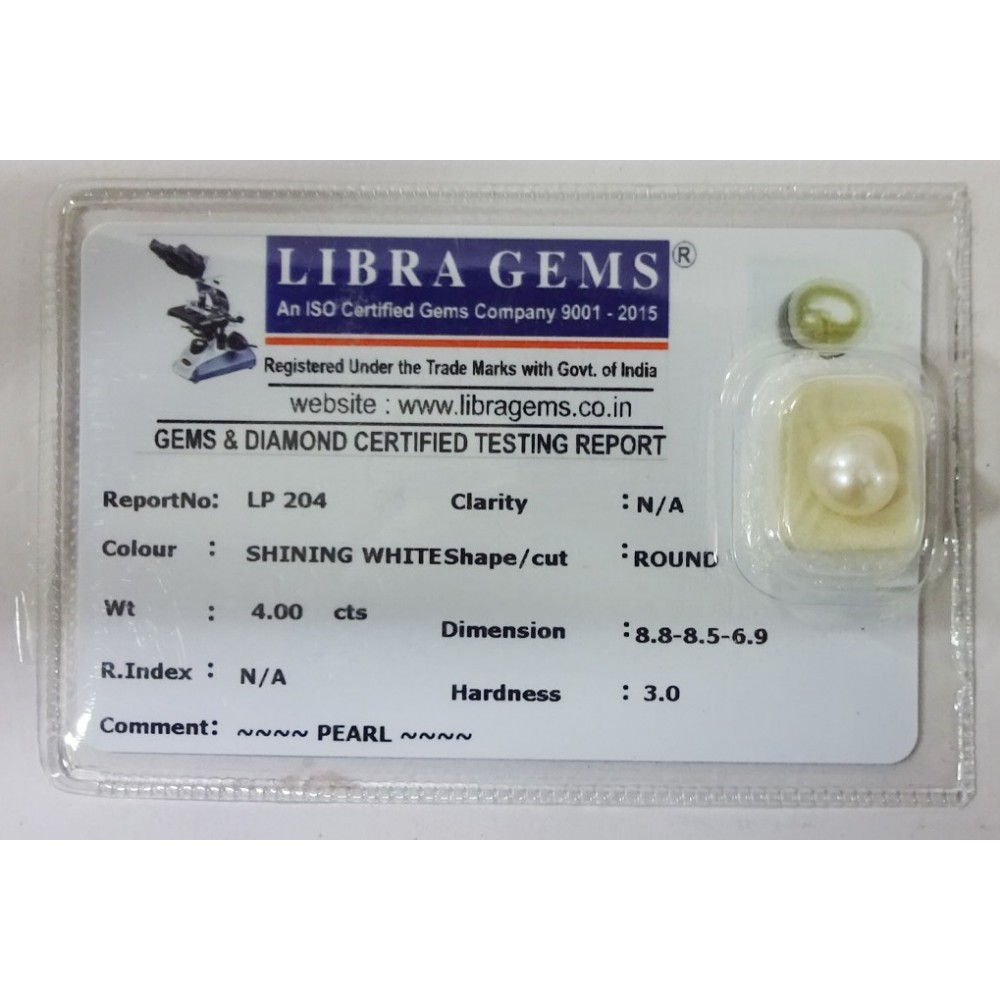 LIBRA GEMS ®
An ISO Certified Gems Company 9001 - 2015
Registered Under the Trade Marks with Govt. of India
website : www.libragems.co.in
GEMS & DIAMOND CERTIFIED TESTING REPORT
ReportNo: LP 204 Clarity : N/A
Colour : SHINING WHITE Shape/cut : ROUND
Wt : 4.00 cts Dimension : 8.8-8.5-6.9
R.Index : N/A Hardness : 3.0
Comment: ~~~~ PEARL ~~~~